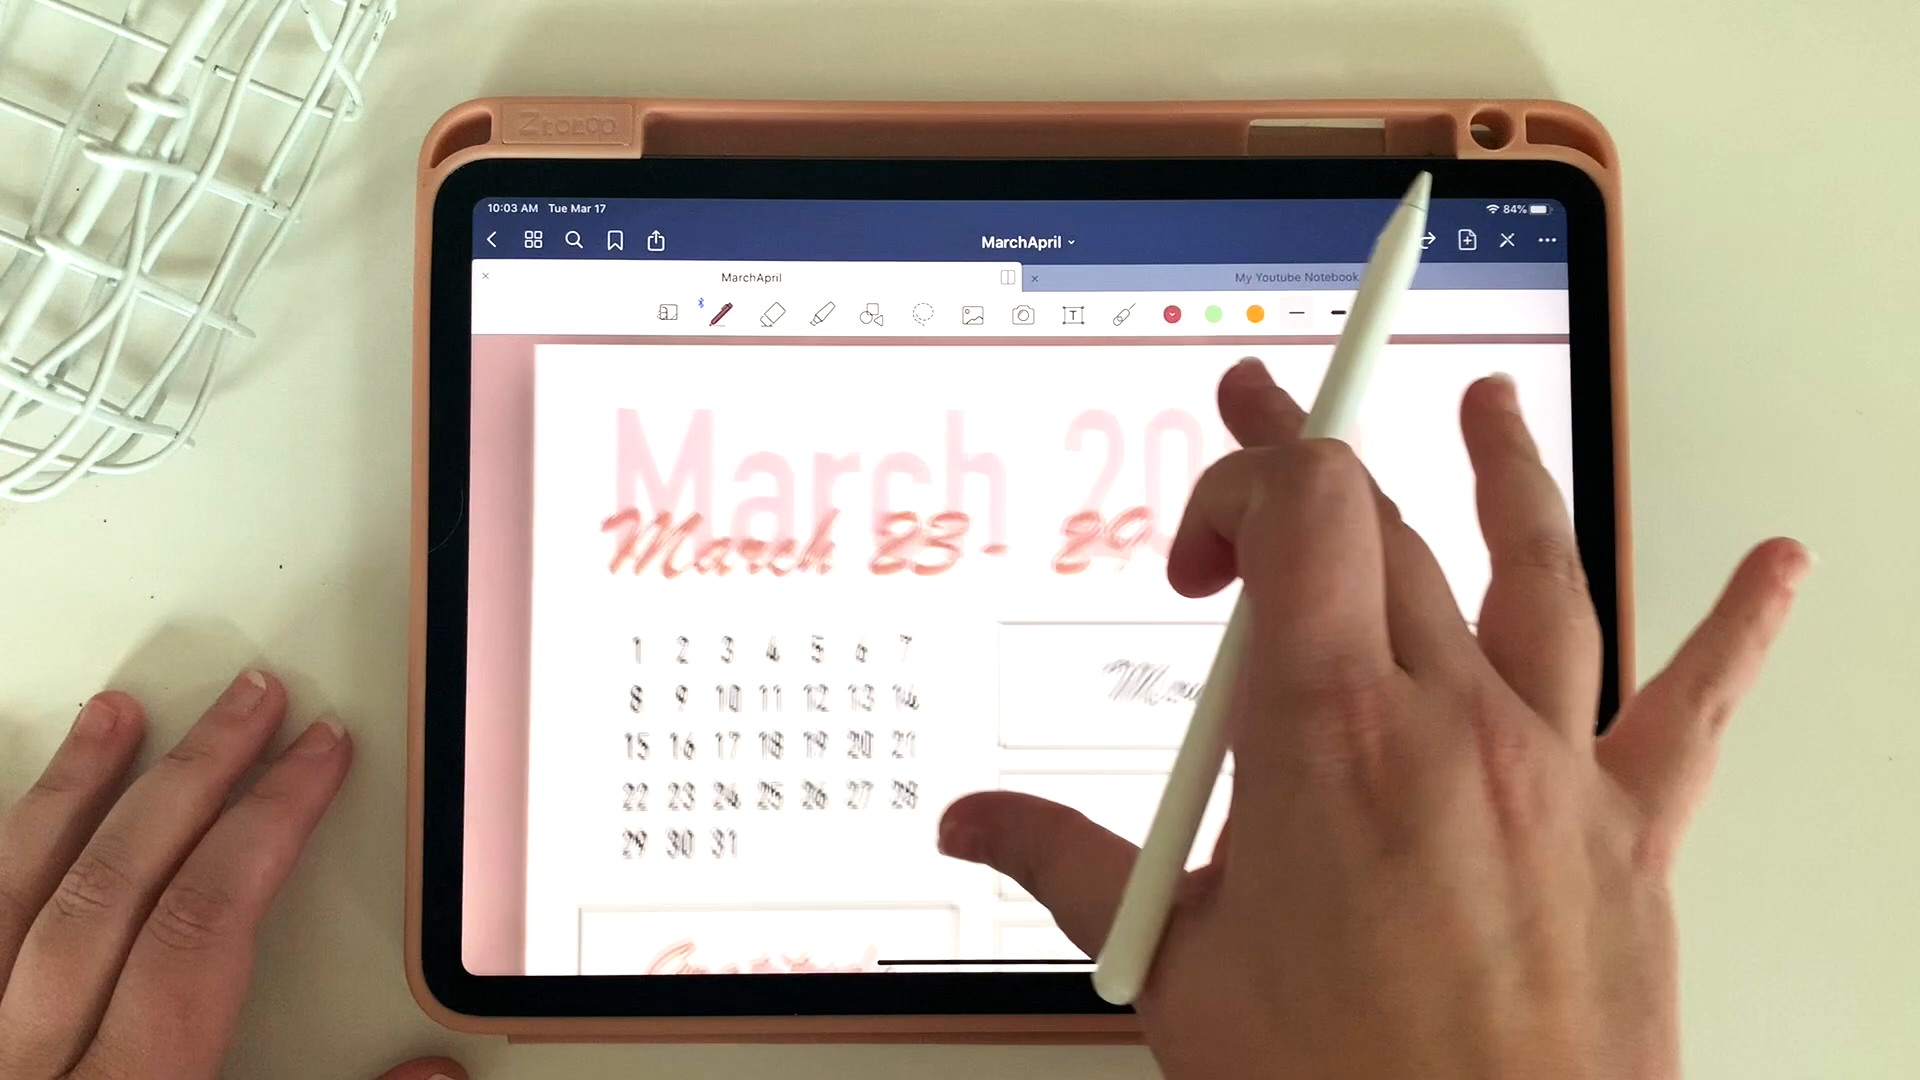 Ztotop
10:03 AM Tue Mar 17
84%
MarchApril
MarchApril
My Youtube Notebook
T
March 20
March 23 - 29
1 2 3 4 5 6 7
8 9 10 11 12 13 14
15 16 17 18 19 20 21
22 23 24 25 26 27 28
29 30 31